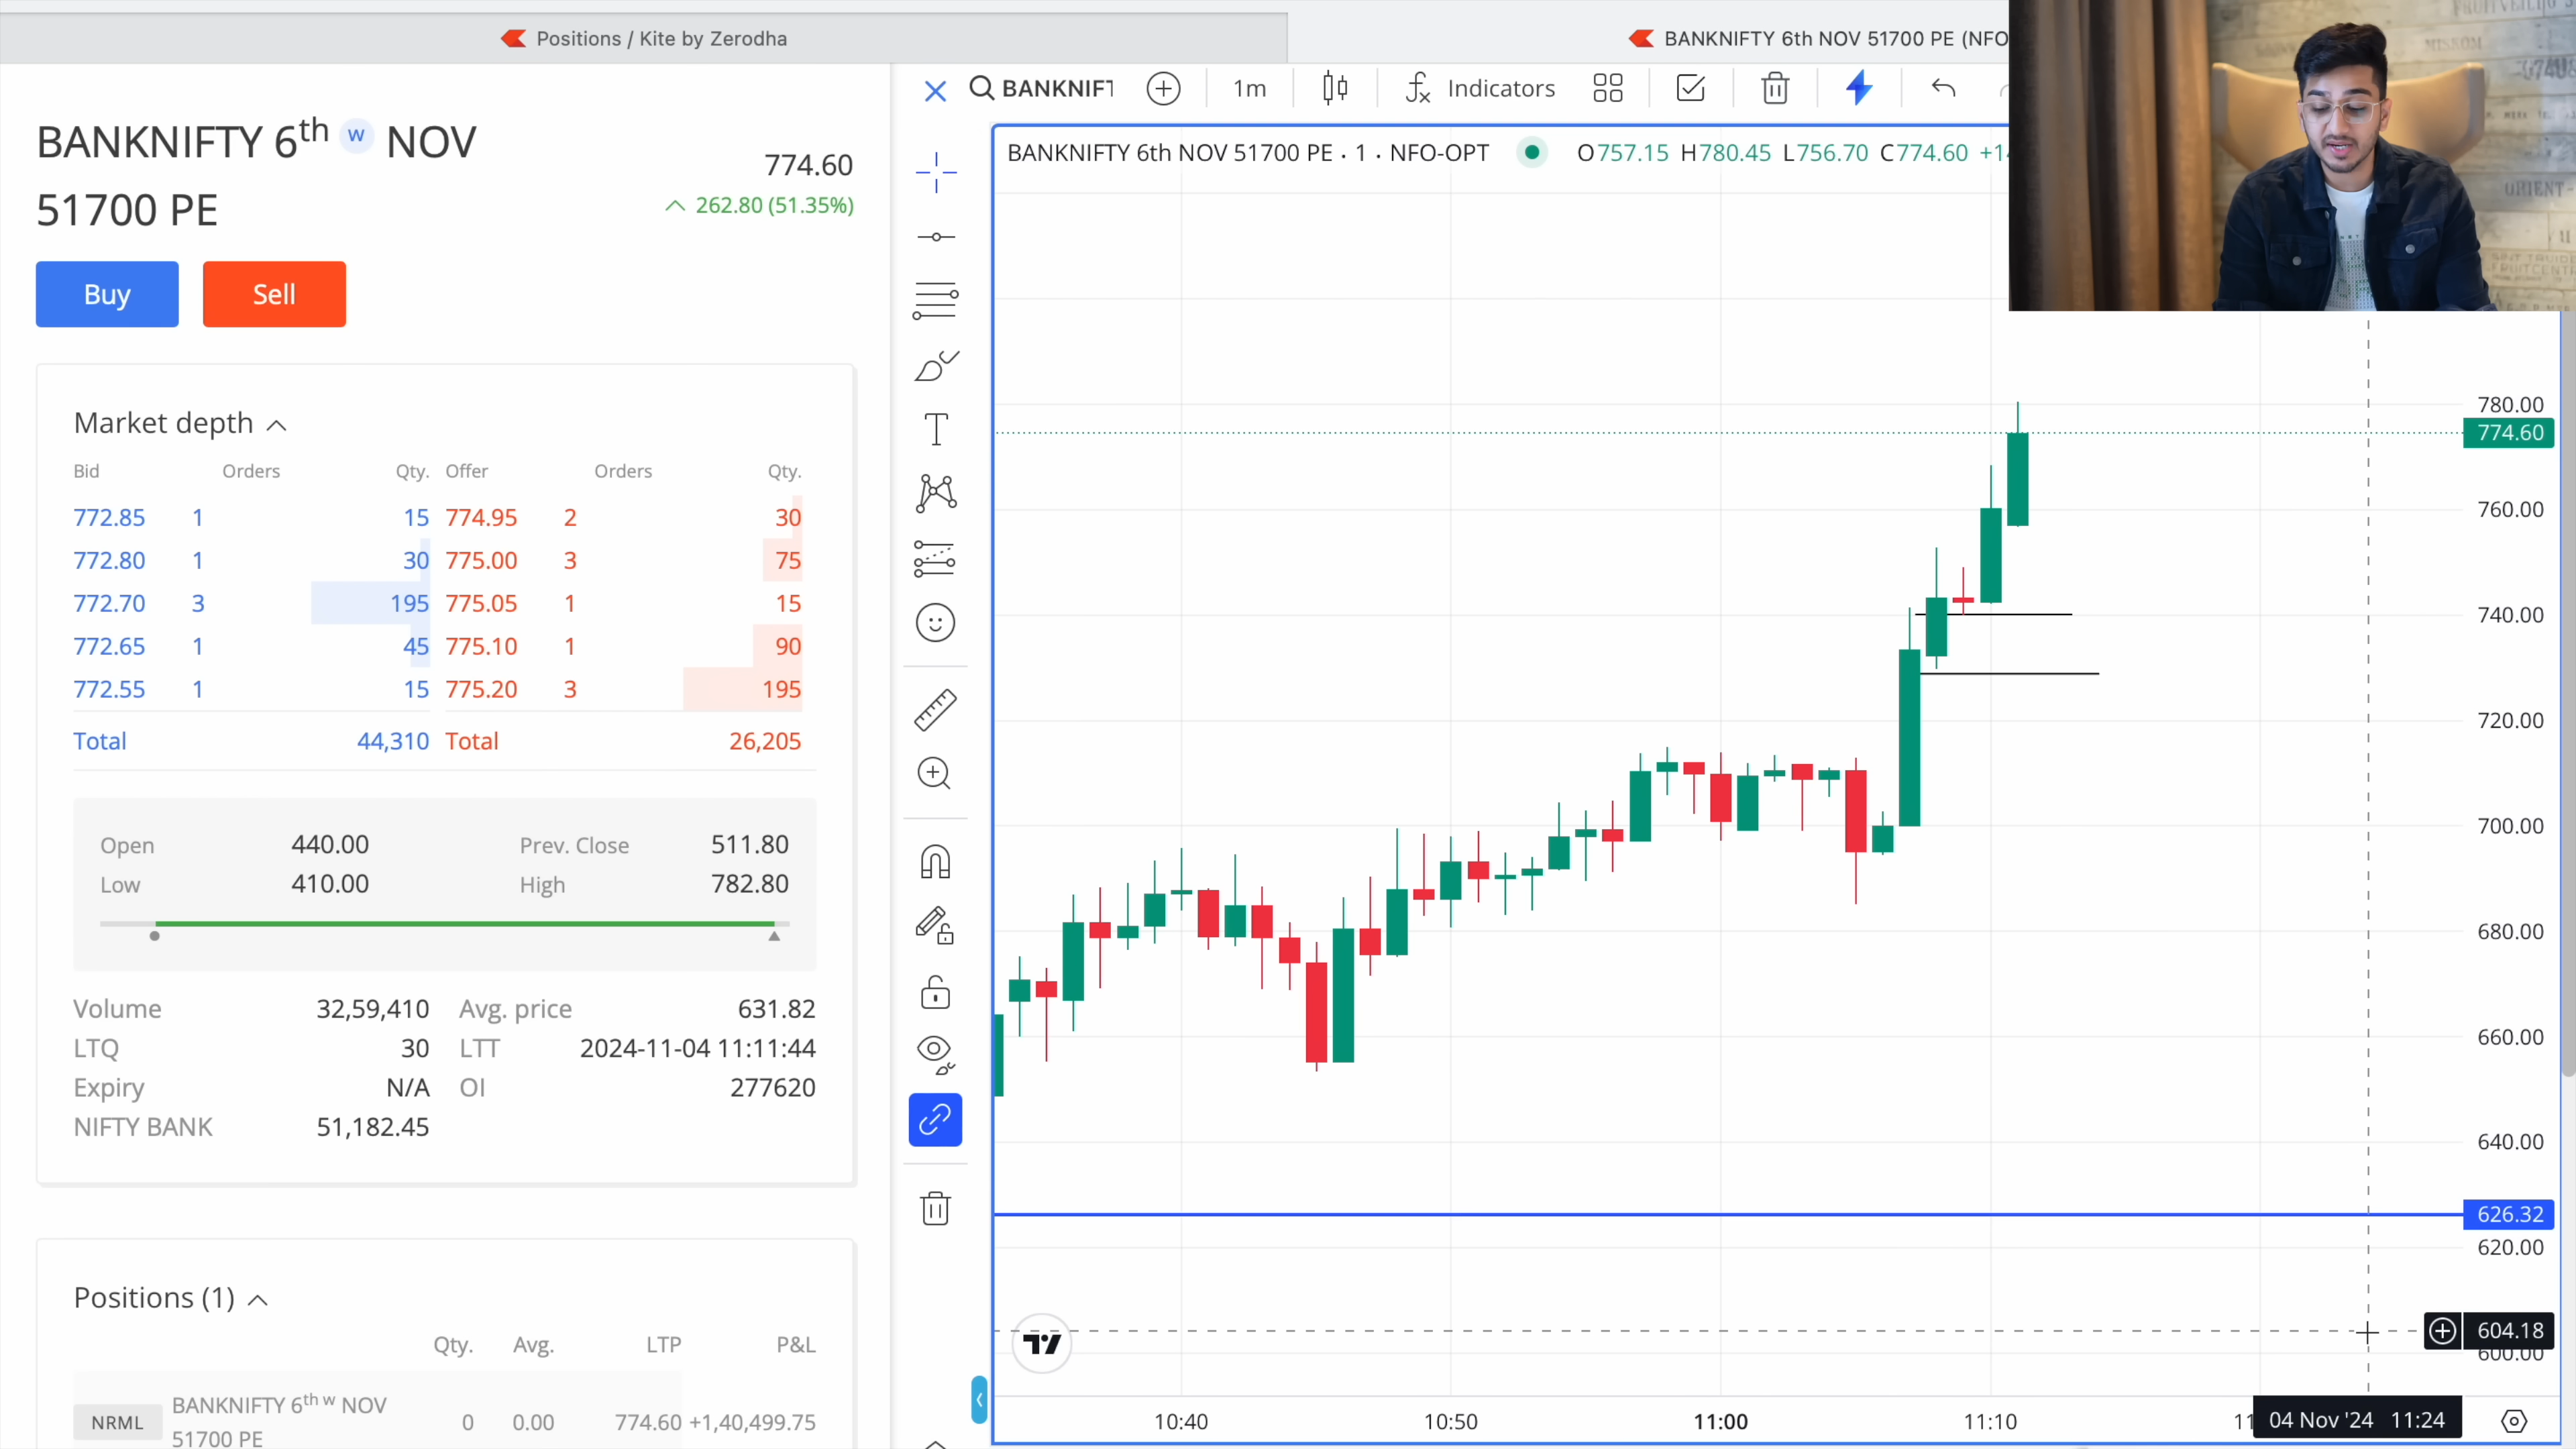 Positions / Kite by Zerodha
BANKNIFTY 6th NOV 51700 PE (NFO
BANKNIFTY 6th w NOV
51700 PE
774.60
262.80 (51.35%)
Buy
Sell
Market depth
Bid Orders Qty. Offer Orders Qty.
772.85 1 15 774.95 2 30
772.80 1 30 775.00 3 75
772.70 3 195 775.05 1 15
772.65 1 45 775.10 1 90
772.55 1 15 775.20 3 195
Total 44,310 Total 26,205
Open 440.00 Prev. Close 511.80
Low 410.00 High 782.80
Volume 32,59,410 Avg. price 631.82
LTQ 30 LTT 2024-11-04 11:11:44
Expiry N/A OI 277620
NIFTY BANK 51,182.45
Positions (1)
Qty. Avg. LTP P&L
NRML
BANKNIFTY 6th w NOV
51700 PE
0 0.00 774.60 +1,40,499.75
BANKNIFT
1m
Indicators
BANKNIFTY 6th NOV 51700 PE · 1 · NFO-OPT O757.15 H780.45 L756.70 C774.60
780.00
774.60
760.00
740.00
720.00
700.00
680.00
660.00
640.00
626.32
620.00
604.18
600.00
10:40 10:50 11:00 11:10
04 Nov '24 11:24